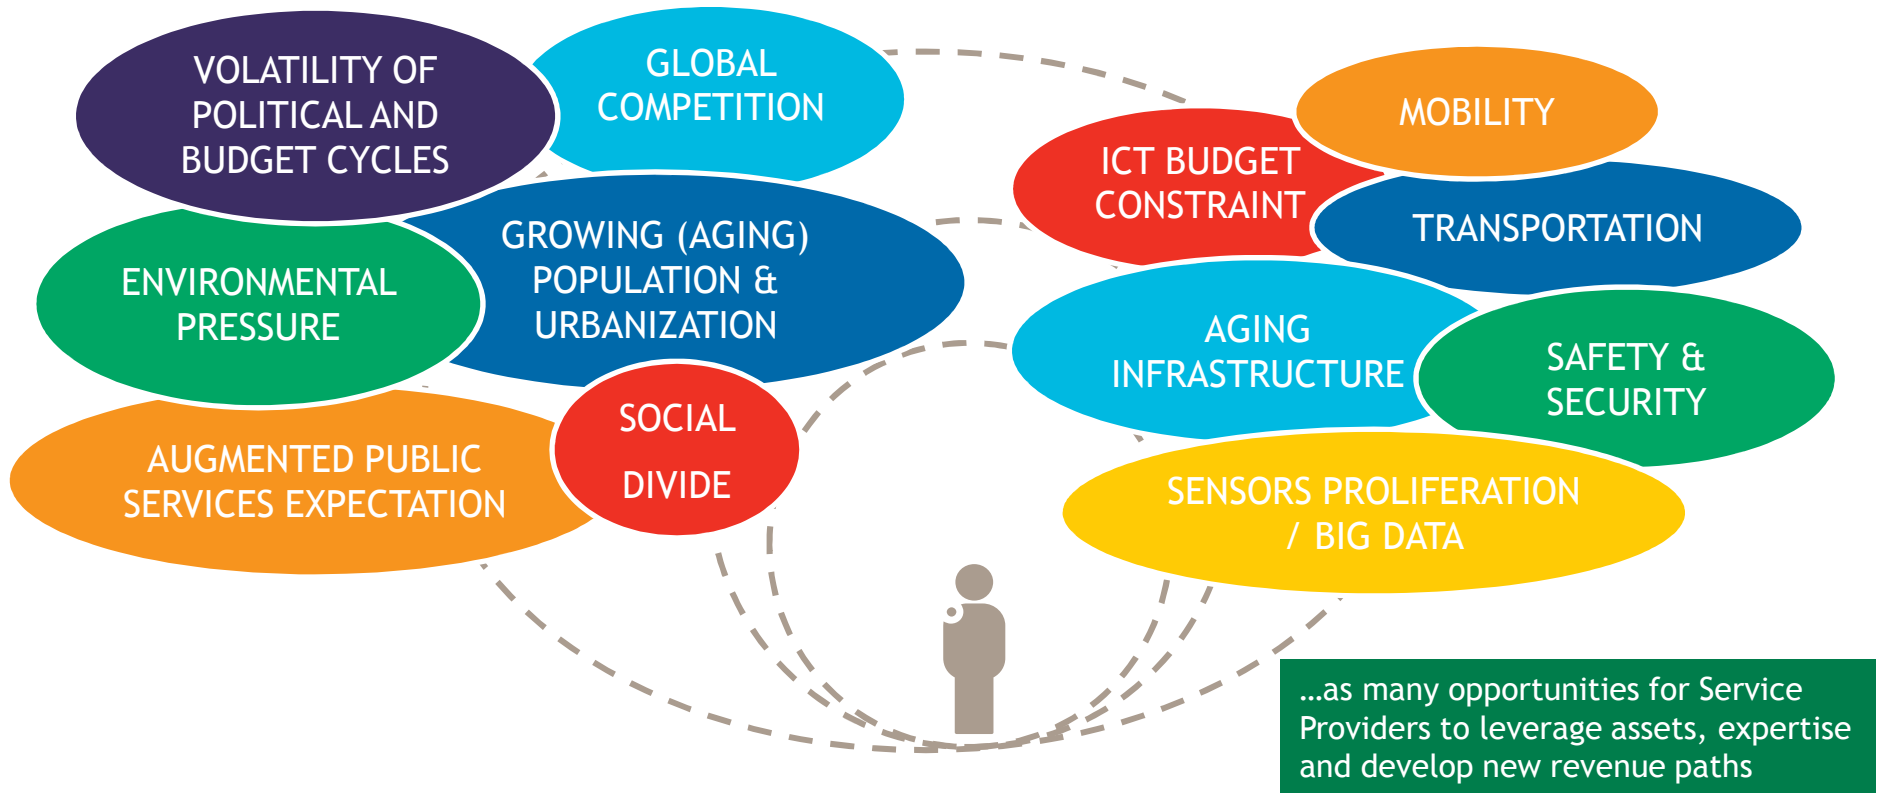 VOLATILITY OF
POLITICAL AND
BUDGET CYCLES
GLOBAL
COMPETITION
GROWING (AGING)
POPULATION &
URBANIZATION
ENVIRONMENTAL
PRESSURE
SOCIAL
DIVIDE
AUGMENTED PUBLIC
SERVICES EXPECTATION
MOBILITY
ICT BUDGET
CONSTRAINT
TRANSPORTATION
AGING
INFRASTRUCTURE
SAFETY &
SECURITY
SENSORS PROLIFERATION
/ BIG DATA
…as many opportunities for Service
Providers to leverage assets, expertise
and develop new revenue paths